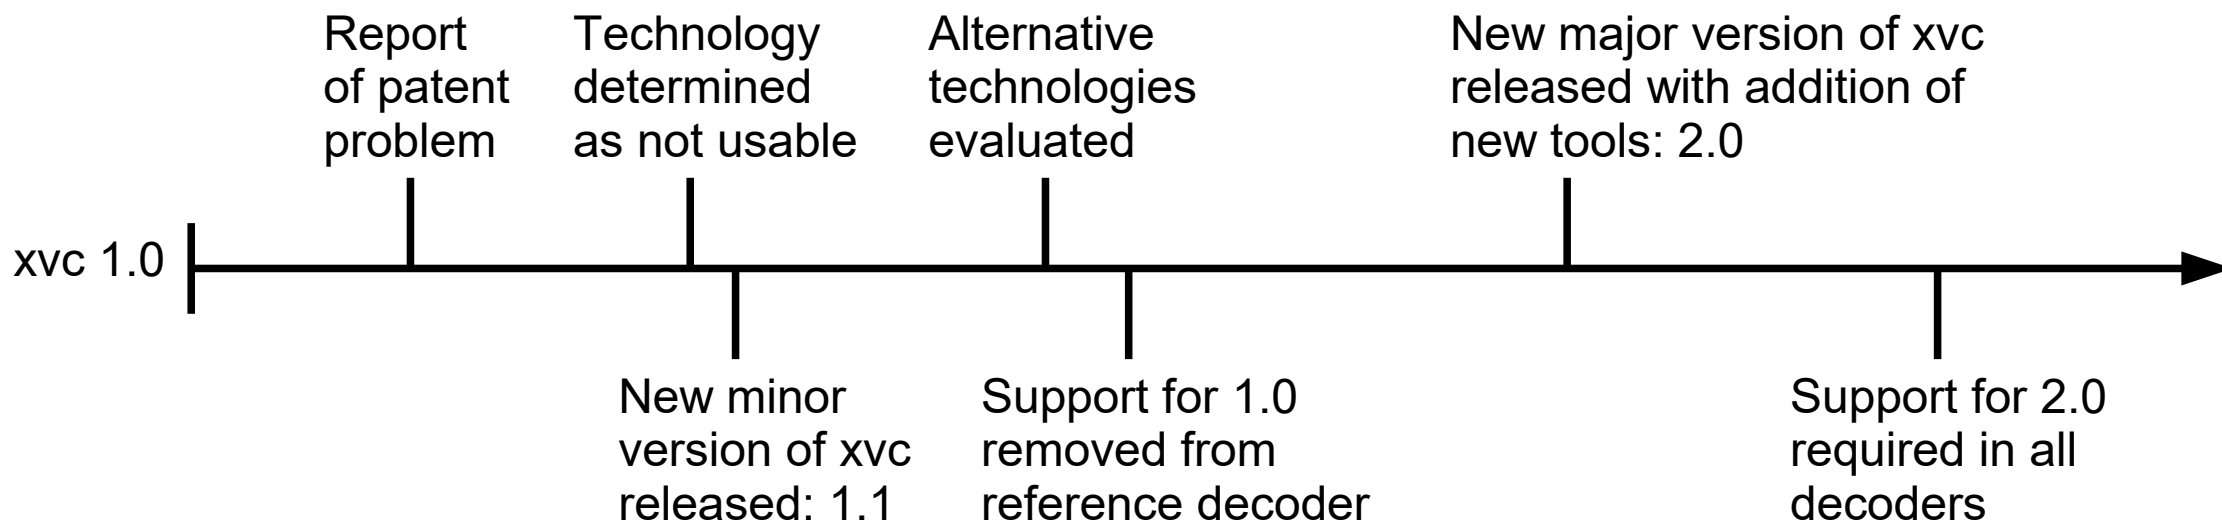 Report
of patent
problem
Technology
determined
as not usable
Alternative
technologies
evaluated
New major version of xvc
released with addition of
new tools: 2.0
xvc 1.0
New minor
version of xvc
released: 1.1
Support for 1.0
removed from
reference decoder
Support for 2.0
required in all
decoders